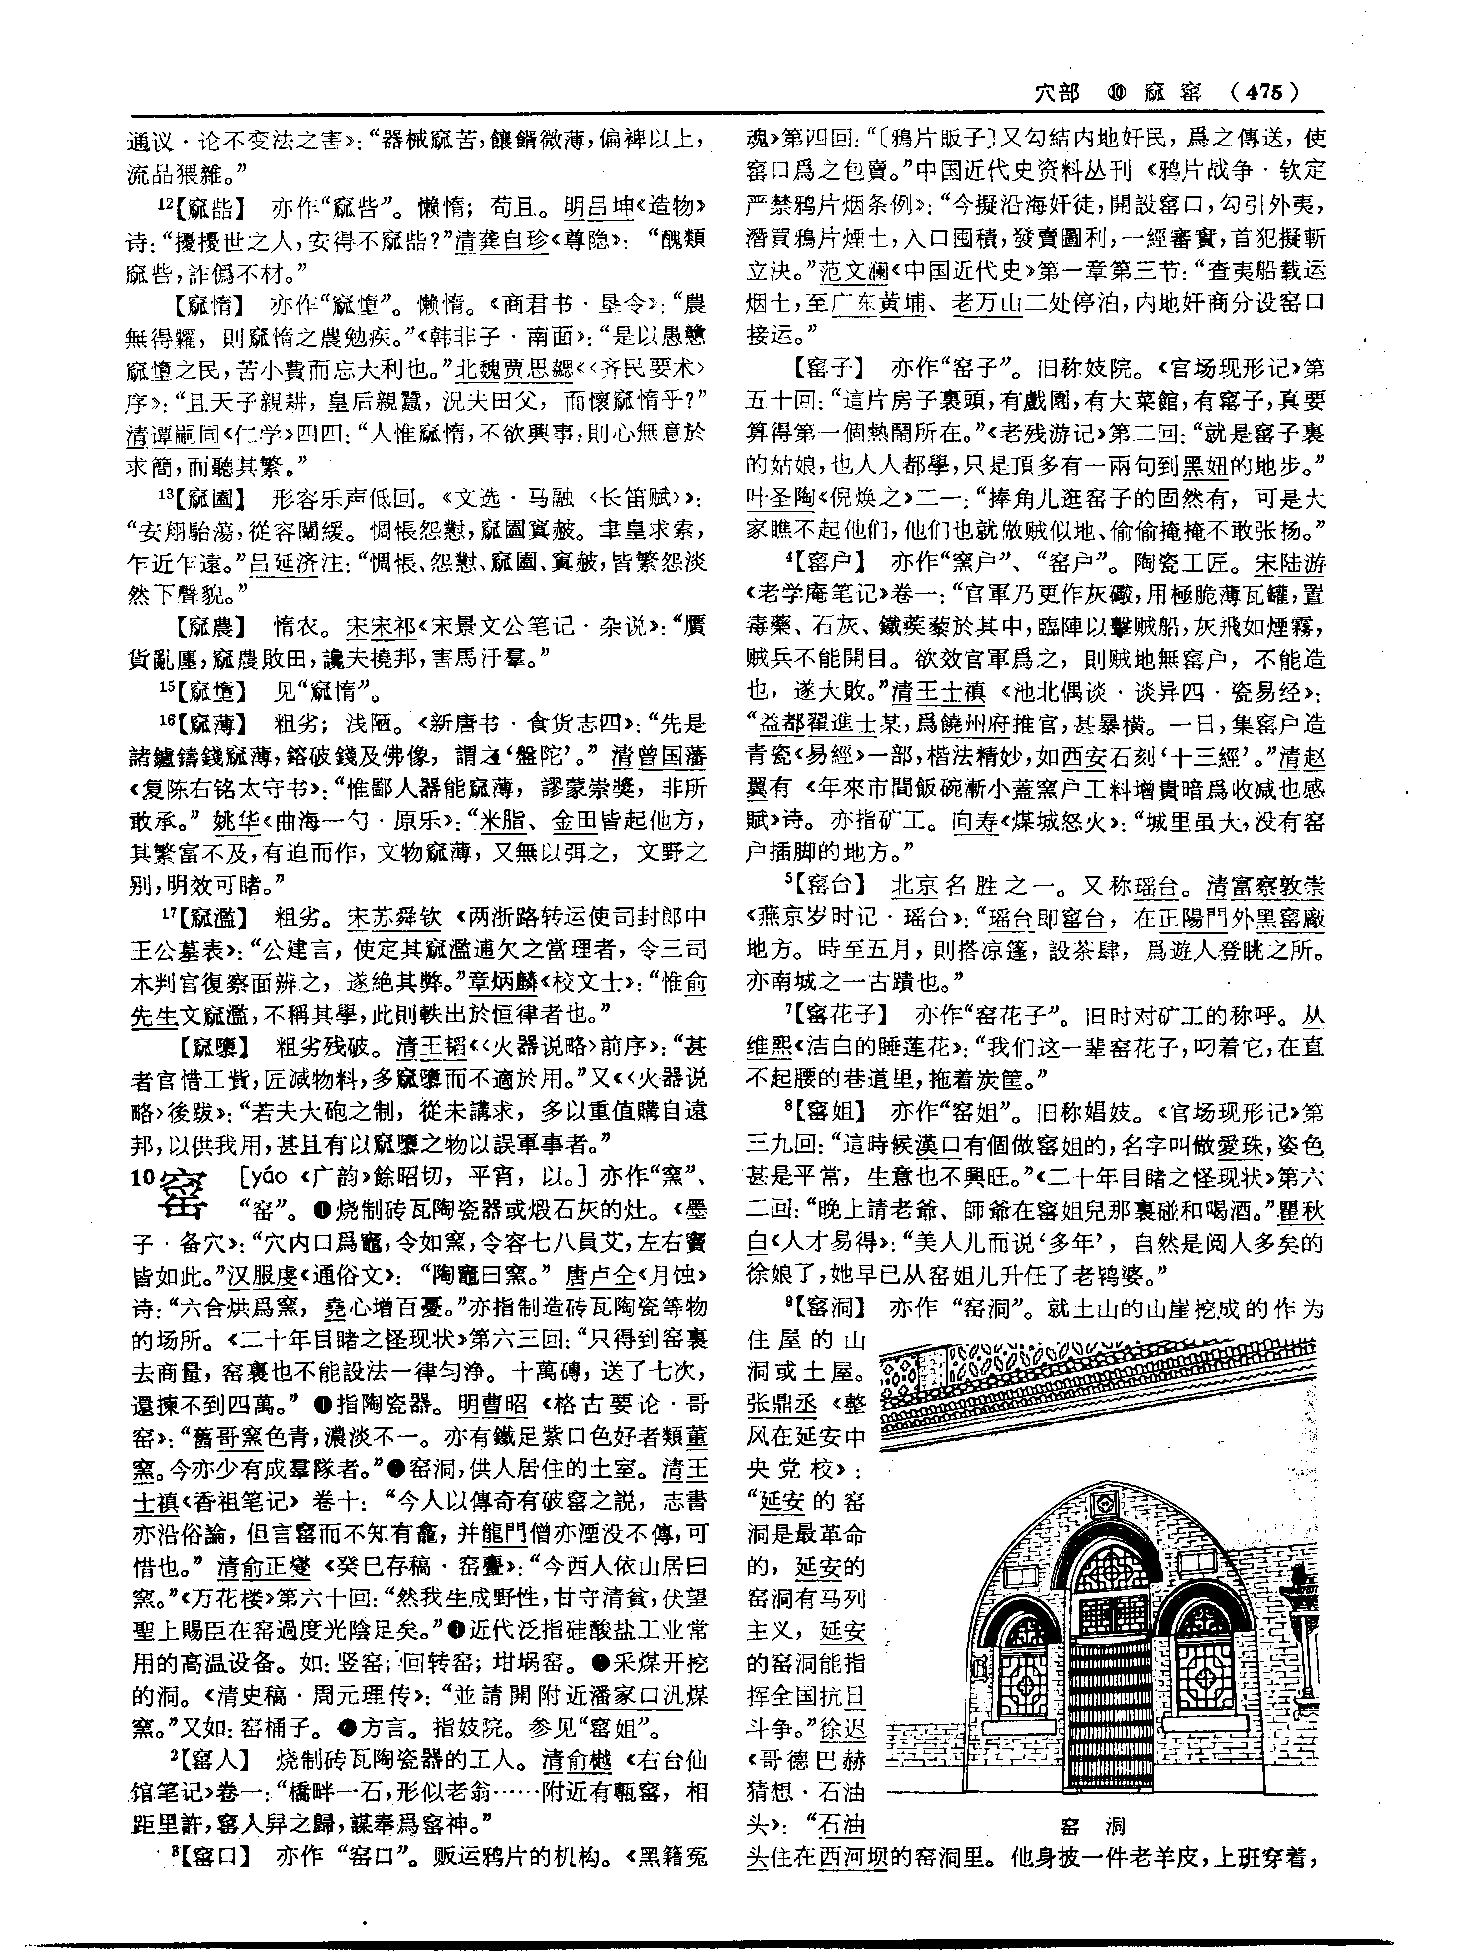 穴部 ⑩ 窳 窰 (475)
通议·论不变法之害》：“器械窳苦，饟餉微薄，偏裨以上，
流品猥雜。”
12【窳啙】 亦作“窳呰”。懒惰；苟且。明吕坤《造物》
诗：“擾擾世之人，安得不窳啙？”清龚自珍《尊隐》：“醜類
窳呰，詐僞不材。”
【窳惰】 亦作“窳墯”。懒惰。《商君书·垦令》：“農
無得糶，則窳惰之農勉疾。”《韩非子·南面》：“是以愚戆
窳墯之民，苦小費而忘大利也。”北魏贾思勰《〈齐民要术〉
序》：“且天子親耕，皇后親蠶，況夫田父，而懷窳惰乎？”
清谭嗣同《仁学》四四：“人惟窳惰，不欲興事，則心無意於
求簡，而聽其繁。”
13【窳圔】 形容乐声低回。《文选·马融〈长笛赋〉》：
“安翔駘蕩，從容闡緩。惆悵怨懟，窳圔窴赦。聿皇求索，
乍近乍遠。”吕延济注：“惆悵、怨懟、窳圔、窴赦，皆繁怨淡
然下聲貌。”
【窳農】 惰农。宋宋祁《宋景文公笔记·杂说》：“贋
貨亂廛，窳農敗田，讒夫橈邦，害馬汙羣。”
15【窳墯】 见“窳惰”。
16【窳薄】 粗劣；浅陋。《新唐书·食货志四》：“先是
諸鑪鑄錢窳薄，鎔破錢及佛像，謂之‘盤陀’。”清曾国藩
《复陈右铭太守书》：“惟鄙人器能窳薄，謬蒙崇獎，非所
敢承。”姚华《曲海一勺·原乐》：“米脂、金田皆起他方，
其繁富不及，有迫而作，文物窳薄，又無以弭之，文野之
别，明效可睹。”
17【窳濫】 粗劣。宋苏舜钦《两浙路转运使司封郎中
王公墓表》：“公建言，使定其窳濫逋欠之當理者，令三司
本判官復察面辨之，遂絶其弊。”章炳麟《校文士》：“惟俞
先生文窳濫，不稱其學，此則軼出於恒律者也。”
【窳隳】 粗劣残破。清王韬《〈火器说略〉前序》：“甚
者官惜工貲，匠減物料，多窳隳而不適於用。”又《〈火器说
略〉後跋》：“若夫大砲之制，從未講求，多以重值購自遠
邦，以供我用，甚且有以窳隳之物以誤軍事者。”
10窰 [yáo《广韵》餘昭切，平宵，以。] 亦作“窯”、
“窑”。❶烧制砖瓦陶瓷器或煅石灰的灶。《墨
子·备穴》：“穴内口爲竈，令如窯，令容七八員艾，左右竇
皆如此。”汉服虔《通俗文》：“陶竈曰窯。”唐卢仝《月蚀》
诗：“六合烘爲窯，堯心增百憂。”亦指制造砖瓦陶瓷等物
的场所。《二十年目睹之怪现状》第六三回：“只得到窑裏
去商量，窑裏也不能設法一律匀净。十萬磚，送了七次，
還揀不到四萬。”❷指陶瓷器。明曹昭《格古要论·哥
窑》：“舊哥窯色青，濃淡不一。亦有鐵足紫口色好者類董
窯。今亦少有成羣隊者。”❸窑洞，供人居住的土室。清王
士禛《香祖笔记》卷十：“今人以傳奇有破窑之説，志書
亦沿俗論，但言窰而不知有龕，并龍門僧亦湮没不傳，可
惜也。”清俞正燮《癸巳存稿·窑亹》：“今西人依山居曰
窯。”《万花楼》第六十回：“然我生成野性，甘守清貧，伏望
聖上賜臣在窑過度光陰足矣。”❹近代泛指硅酸盐工业常
用的高温设备。如：竖窑；回转窑；坩埚窑。❺采煤开挖
的洞。《清史稿·周元理传》：“並請開附近潘家口汛煤
窯。”又如：窑桶子。❻方言。指妓院。参见“窰姐”。
2【窰人】 烧制砖瓦陶瓷器的工人。清俞樾《右台仙
馆笔记》卷一：“橋畔一石，形似老翁……附近有甎窑，相
距里許，窰人舁之歸，謀奉爲窑神。”
3【窰口】 亦作“窑口”。贩运鸦片的机构。《黑籍冤
魂》第四回：“〔鴉片販子〕又勾結内地奸民，爲之傳送，使
窑口爲之包賣。”中国近代史资料丛刊《鸦片战争·钦定
严禁鸦片烟条例》：“今擬沿海奸徒，開設窑口，勾引外夷，
潛買鴉片煙土，入口囤積，發賣圖利，一經審實，首犯擬斬
立决。”范文澜《中国近代史》第一章第三节：“查夷船载运
烟土，至广东黄埔、老万山二处停泊，内地奸商分设窑口
接运。”
【窰子】 亦作“窑子”。旧称妓院。《官场现形记》第
五十回：“這片房子裏頭，有戲園，有大菜館，有窰子，真要
算得第一個熱鬧所在。”《老残游记》第二回：“就是窑子裏
的姑娘，也人人都學，只是頂多有一兩句到黑妞的地步。”
叶圣陶《倪焕之》二一：“捧角儿逛窑子的固然有，可是大
家瞧不起他们，他们也就做贼似地、偷偷掩掩不敢张扬。”
4【窰户】 亦作“窯户”、“窑户”。陶瓷工匠。宋陆游
《老学庵笔记》卷一：“官軍乃更作灰礮，用極脆薄瓦罐，置
毒藥、石灰、鐵蒺藜於其中，臨陣以擊賊船，灰飛如煙霧，
贼兵不能開目。欲效官軍爲之，則賊地無窰户，不能造
也，遂大敗。”清王士禛《池北偶谈·谈异四·瓷易经》：
“益都翟進士某，爲饒州府推官，甚暴横。一日，集窰户造
青瓷《易經》一部，楷法精妙，如西安石刻‘十三經’。”清赵
翼有《年來市間飯碗漸小蓋窯户工料增貴暗爲收減也感
賦》诗。亦指矿工。向寿《煤城怒火》：“城里虽大，没有窑
户插脚的地方。”
5【窰台】 北京名胜之一。又称瑶台。清富察敦崇
《燕京岁时记·瑶台》：“瑶台即窰台，在正陽門外黑窑廠
地方。時至五月，則搭凉篷，設茶肆，爲遊人登眺之所。
亦南城之一古蹟也。”
7【窰花子】 亦作“窑花子”。旧时对矿工的称呼。从
维熙《洁白的睡莲花》：“我们这一辈窑花子，叼着它，在直
不起腰的巷道里，拖着炭筐。”
8【窰姐】 亦作“窑姐”。旧称娼妓。《官场现形记》第
三九回：“這時候漢口有個做窰姐的，名字叫做愛珠，姿色
甚是平常，生意也不興旺。”《二十年目睹之怪现状》第六
二回：“晚上請老爺、師爺在窰姐兒那裏碰和喝酒。”瞿秋
白《人才易得》：“美人儿而说‘多年’，自然是阅人多矣的
徐娘了，她早已从窑姐儿升任了老鸨婆。”
9【窰洞】 亦作“窑洞”。就土山的山崖挖成的作为
住屋的山
洞或土屋。
张鼎丞《整
风在延安中
央党校》：
“延安的窑
洞是最革命
的，延安的
窑洞有马列
主义，延安
的窑洞能指
挥全国抗日
斗争。”徐迟
《哥德巴赫
猜想·石油
头》：“石油
头住在西河坝的窑洞里。他身披一件老羊皮，上班穿着，
窰 洞